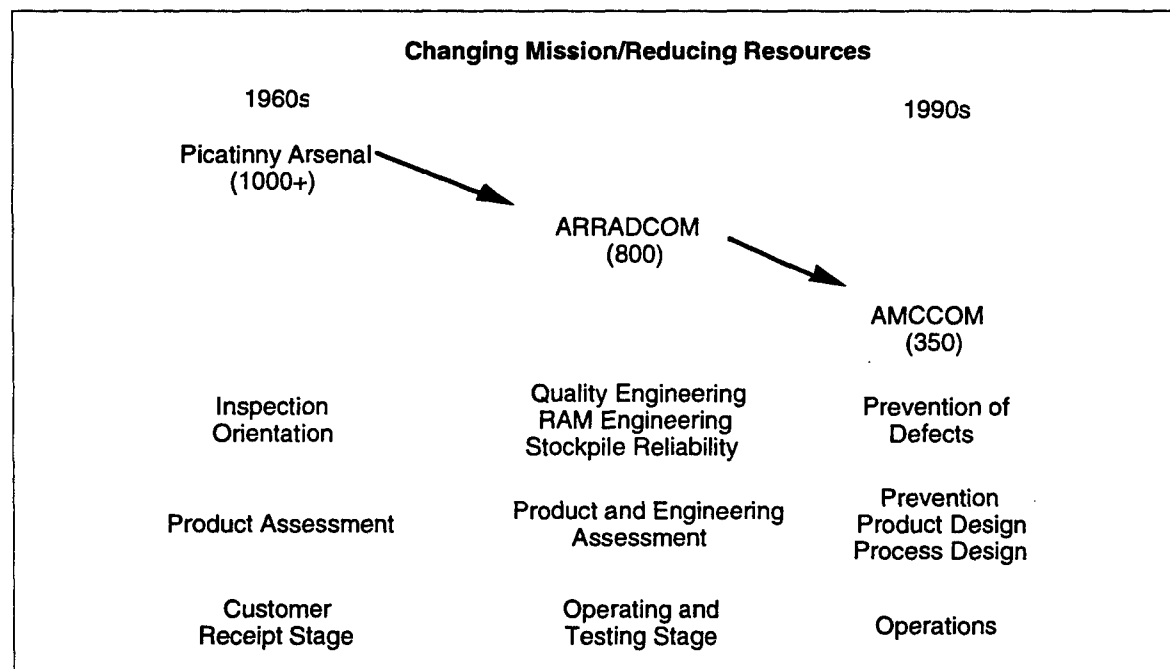 Changing Mission/Reducing Resources
1960s
1990s
Picatinny Arsenal
(1000+)
ARRADCOM
(800)
AMCCOM
(350)
Inspection
Orientation
Quality Engineering
RAM Engineering
Stockpile Reliability
Prevention of
Defects
Product Assessment
Product and Engineering
Assessment
Prevention
Product Design
Process Design
Customer
Receipt Stage
Operating and
Testing Stage
Operations